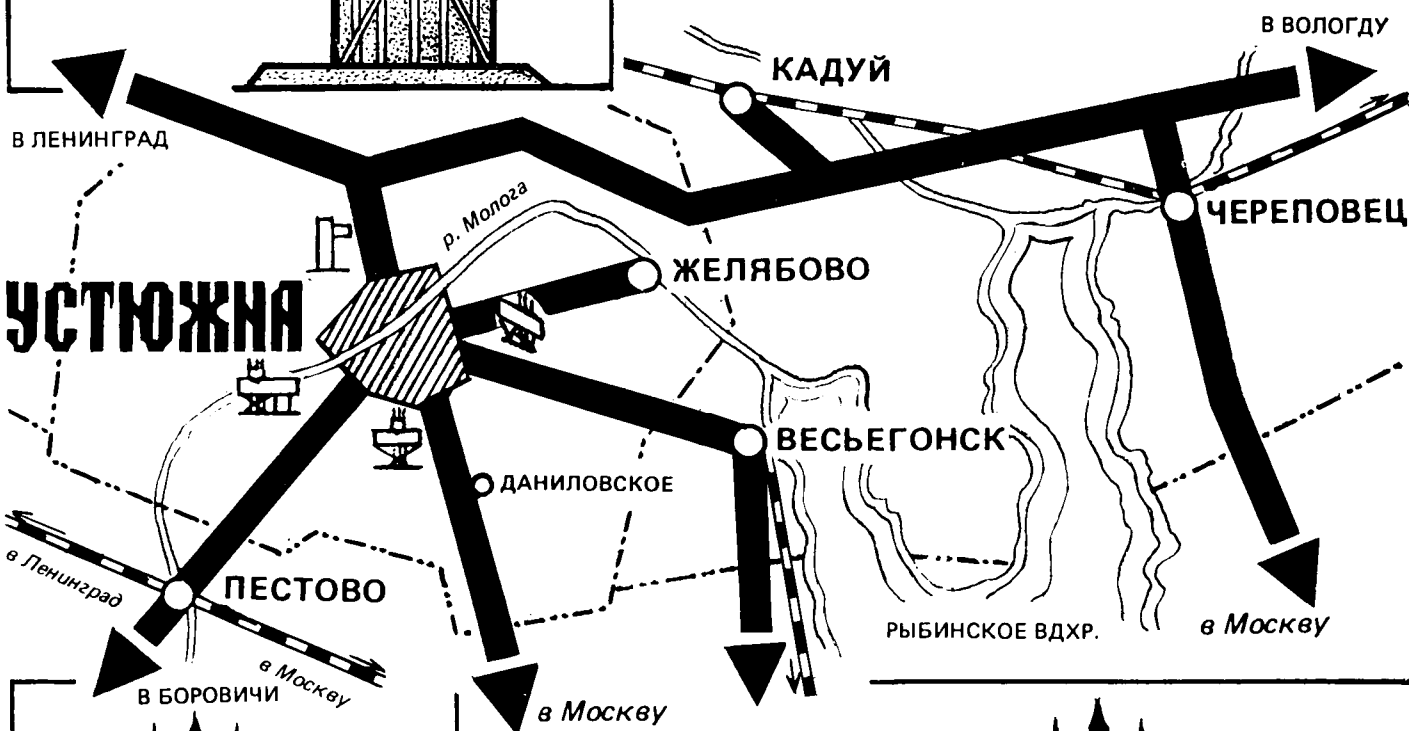 В ВОЛОГДУ
КАДУЙ
В ЛЕНИНГРАД
р. Молога
ЧЕРЕПОВЕЦ
ЖЕЛЯБОВО
УСТЮЖНА
ВЕСЬЕГОНСК
ДАНИЛОВСКОЕ
в Ленинград
ПЕСТОВО
РЫБИНСКОЕ ВДХР.
в Москву
в Москву
В БОРОВИЧИ
в Москву